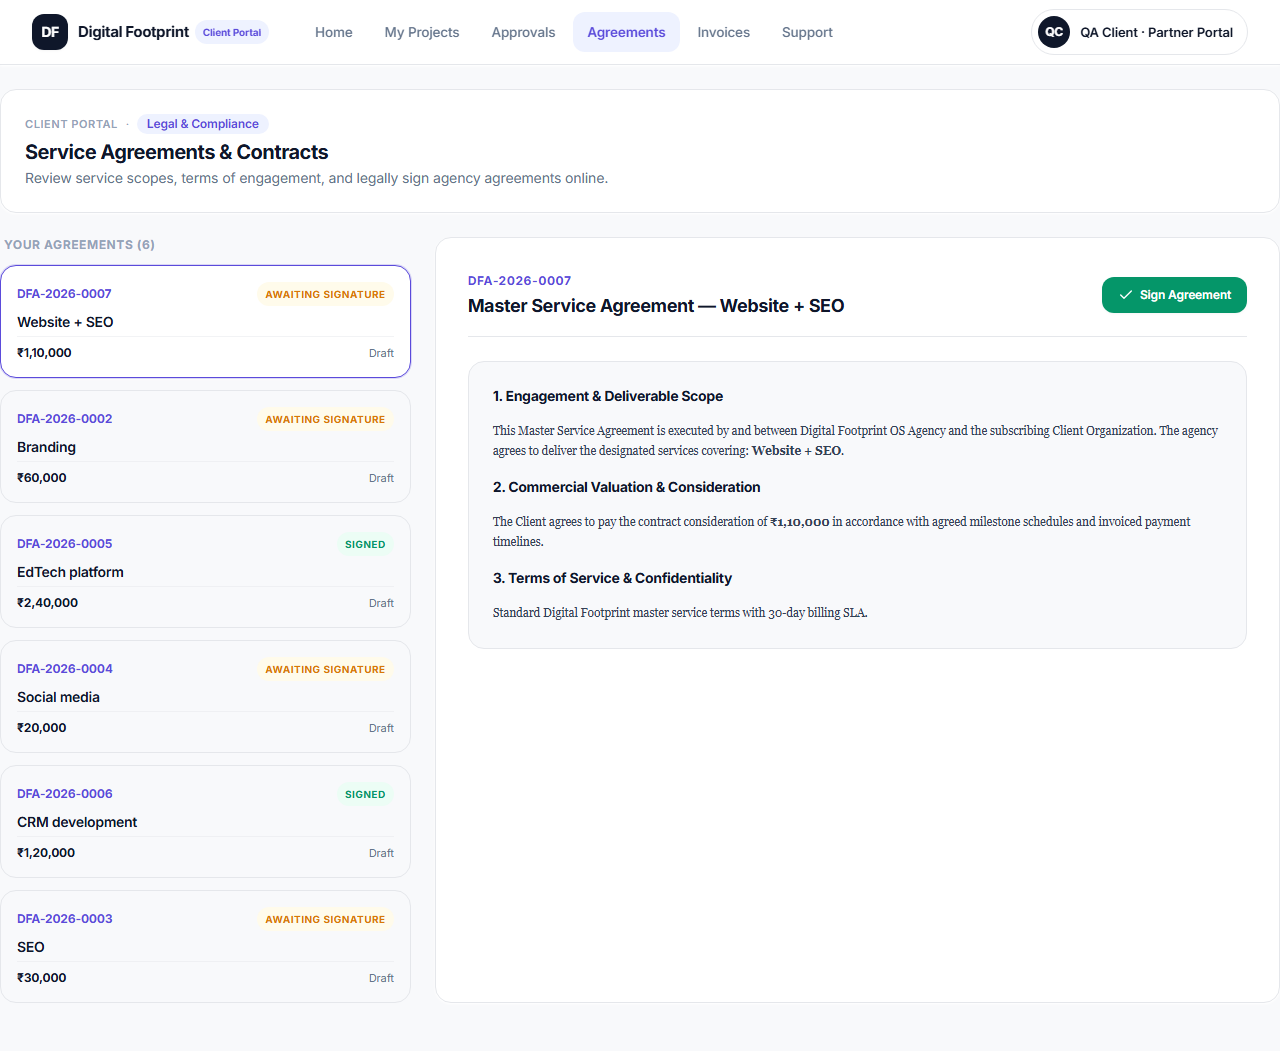 DF Digital Footprint Client Portal Home My Projects Approvals Agreements Invoices Support QC QA Client · Partner Portal
CLIENT PORTAL · Legal & Compliance
Service Agreements & Contracts
Review service scopes, terms of engagement, and legally sign agency agreements online.
YOUR AGREEMENTS (6)
DFA-2026-0007 AWAITING SIGNATURE
Website + SEO
₹1,10,000 Draft
DFA-2026-0002 AWAITING SIGNATURE
Branding
₹60,000 Draft
DFA-2026-0005 SIGNED
EdTech platform
₹2,40,000 Draft
DFA-2026-0004 AWAITING SIGNATURE
Social media
₹20,000 Draft
DFA-2026-0006 SIGNED
CRM development
₹1,20,000 Draft
DFA-2026-0003 AWAITING SIGNATURE
SEO
₹30,000 Draft
DFA-2026-0007
Master Service Agreement — Website + SEO
Sign Agreement
1. Engagement & Deliverable Scope
This Master Service Agreement is executed by and between Digital Footprint OS Agency and the subscribing Client Organization. The agency
agrees to deliver the designated services covering: Website + SEO.
2. Commercial Valuation & Consideration
The Client agrees to pay the contract consideration of ₹1,10,000 in accordance with agreed milestone schedules and invoiced payment
timelines.
3. Terms of Service & Confidentiality
Standard Digital Footprint master service terms with 30-day billing SLA.